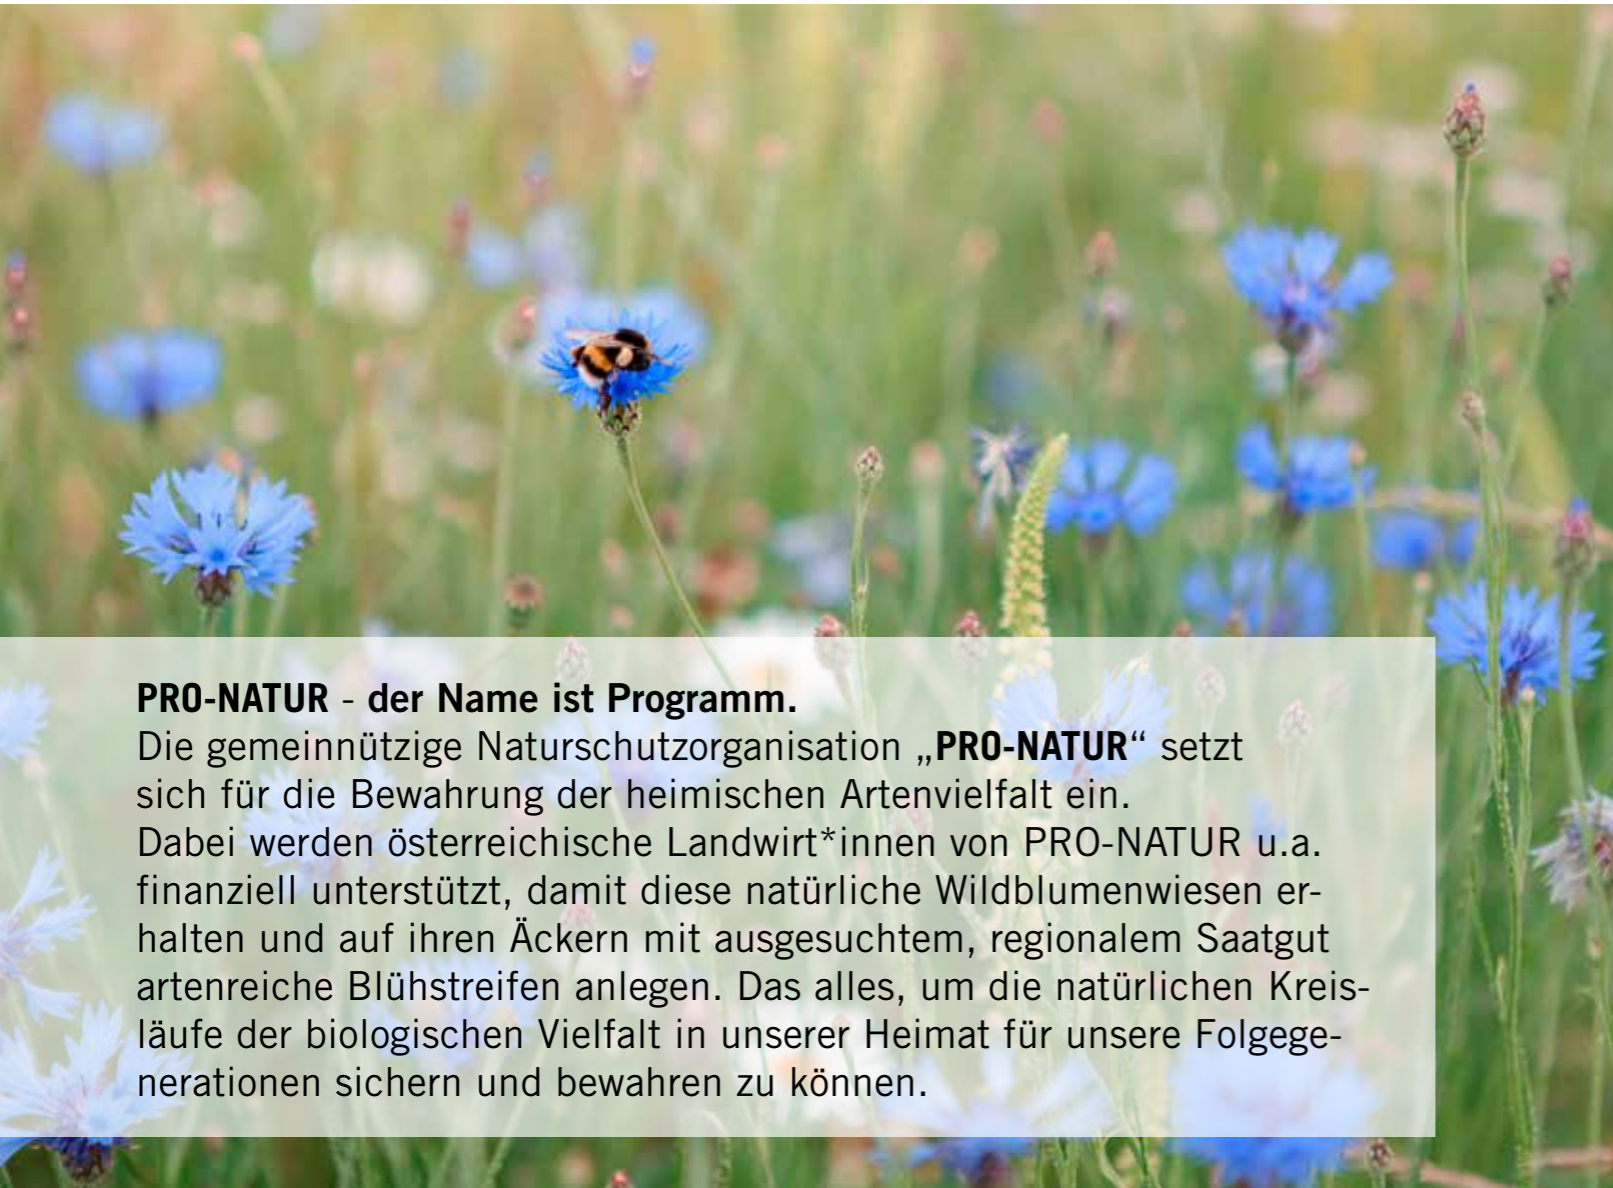 PRO-NATUR - der Name ist Programm.
Die gemeinnützige Naturschutzorganisation „PRO-NATUR“ setzt
sich für die Bewahrung der heimischen Artenvielfalt ein.
Dabei werden österreichische Landwirt*innen von PRO-NATUR u.a.
finanziell unterstützt, damit diese natürliche Wildblumenwiesen er-
halten und auf ihren Äckern mit ausgesuchtem, regionalem Saatgut
artenreiche Blühstreifen anlegen. Das alles, um die natürlichen Kreis-
läufe der biologischen Vielfalt in unserer Heimat für unsere Folgege-
nerationen sichern und bewahren zu können.